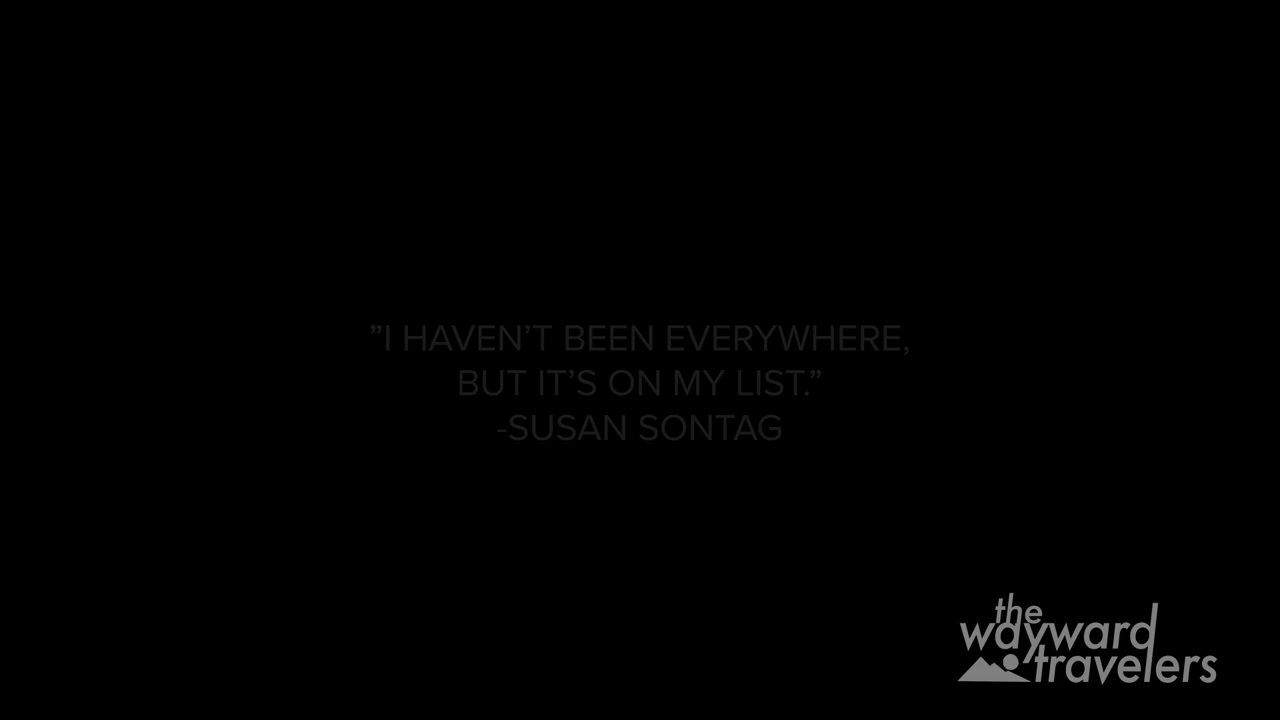 ”I HAVEN’T BEEN EVERYWHERE,
BUT IT’S ON MY LIST.”
-SUSAN SONTAG
the
wayward
travelers